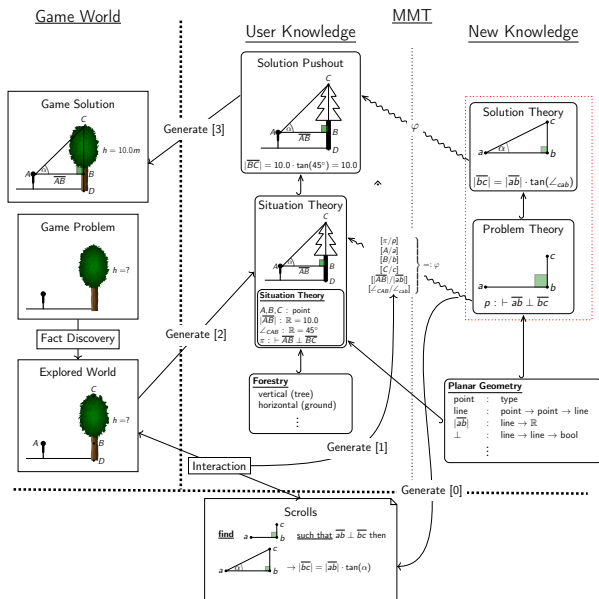 Game World
MMT
User Knowledge
New Knowledge
Solution Pushout
C
A α AB B
D
|BC| = 10.0 · tan(45°) = 10.0
Game Solution
C
h = 10.0m
A α AB B
D
Generate [3]
φ
Solution Theory
c
a α b
|bc| = |ab| · tan(∠cab)
Game Problem
h =?
Situation Theory
C
A α AB B
D
Situation Theory
A,B,C : point
|AB| : ℝ = 10.0
∠CAB : ℝ = 45°
π : ⊢ AB ⊥ BC
[π/p]
[A/a]
[B/b]
[C/c]
[|AB|/|ab|]
[∠CAB/∠cab]
=: φ
Problem Theory
c
a b
p : ⊢ ab ⊥ bc
Fact Discovery
Generate [2]
Explored World
C
h =?
A B
D
Forestry
vertical (tree)
horizontal (ground)
⋮
Planar Geometry
point : type
line : point → point → line
|ab| : line → ℝ
⊥ : line → line → bool
⋮
Generate [1]
Interaction
Generate [0]
Scrolls
find a b c such that ab ⊥ bc then
c
a α b → |bc| = |ab| · tan(α)